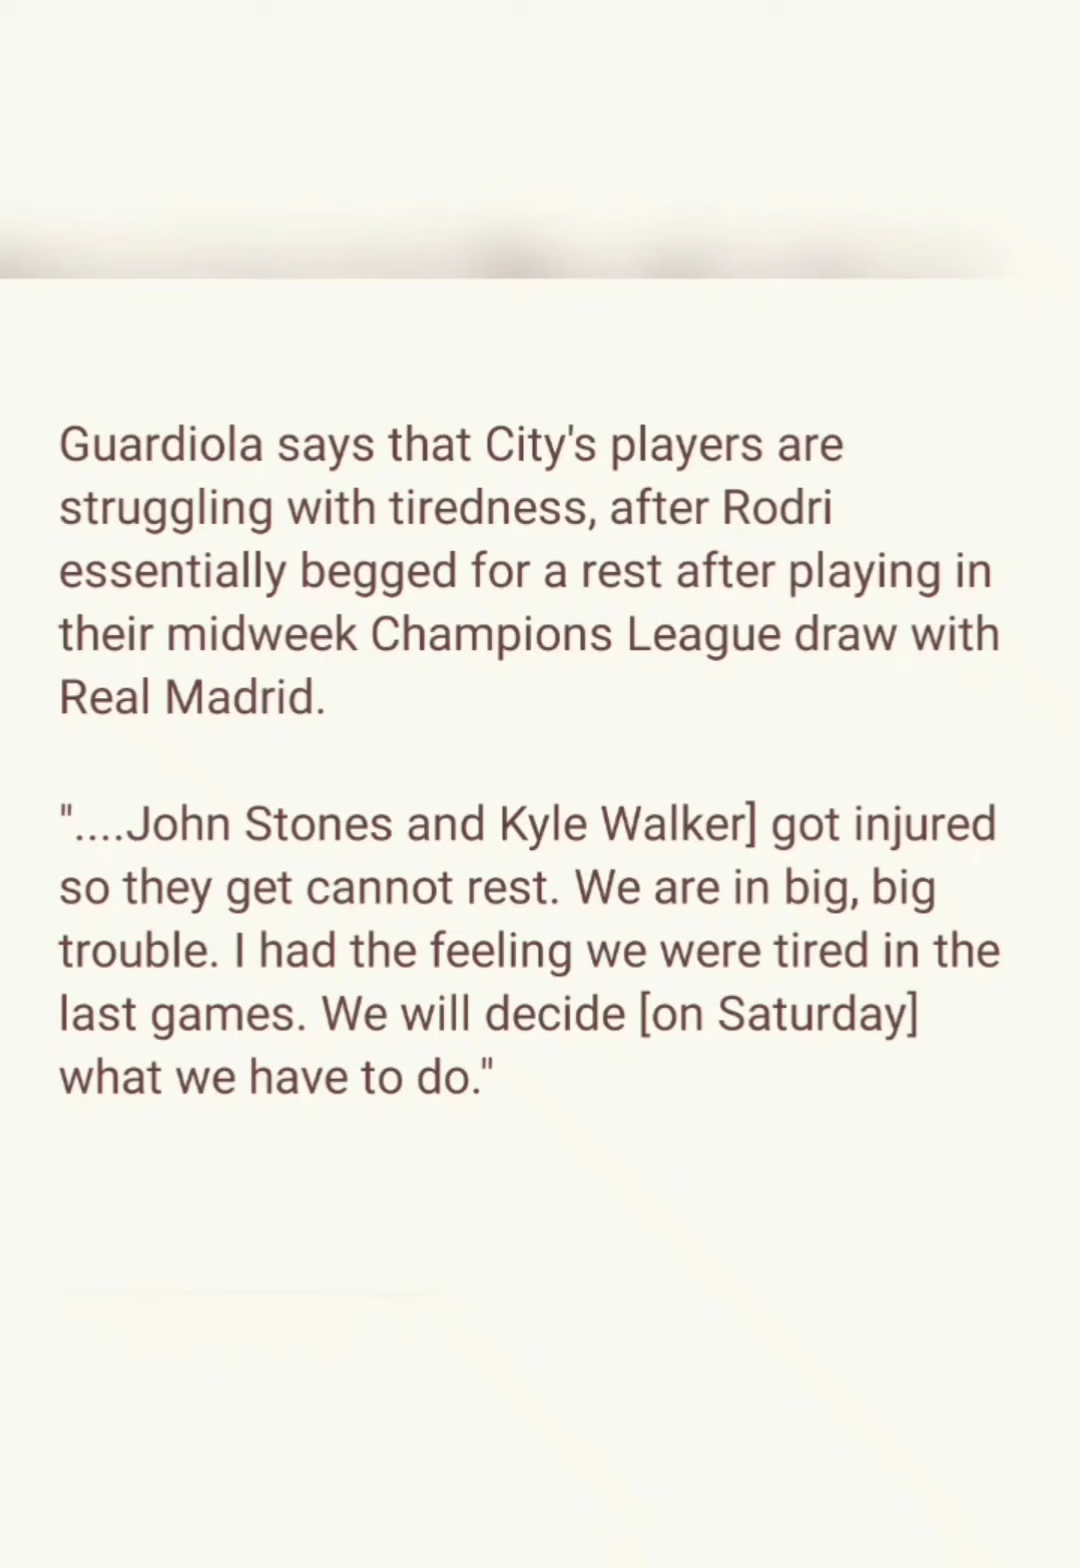 Guardiola says that City's players are
struggling with tiredness, after Rodri
essentially begged for a rest after playing in
their midweek Champions League draw with
Real Madrid.
"....John Stones and Kyle Walker] got injured
so they get cannot rest. We are in big, big
trouble. I had the feeling we were tired in the
last games. We will decide [on Saturday]
what we have to do."